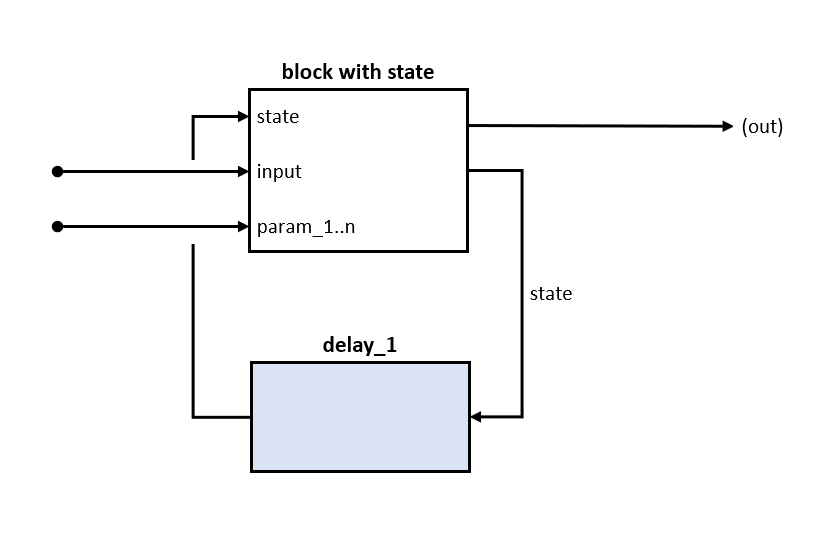 block with state
state
(out)
input
param_1..n
state
delay_1